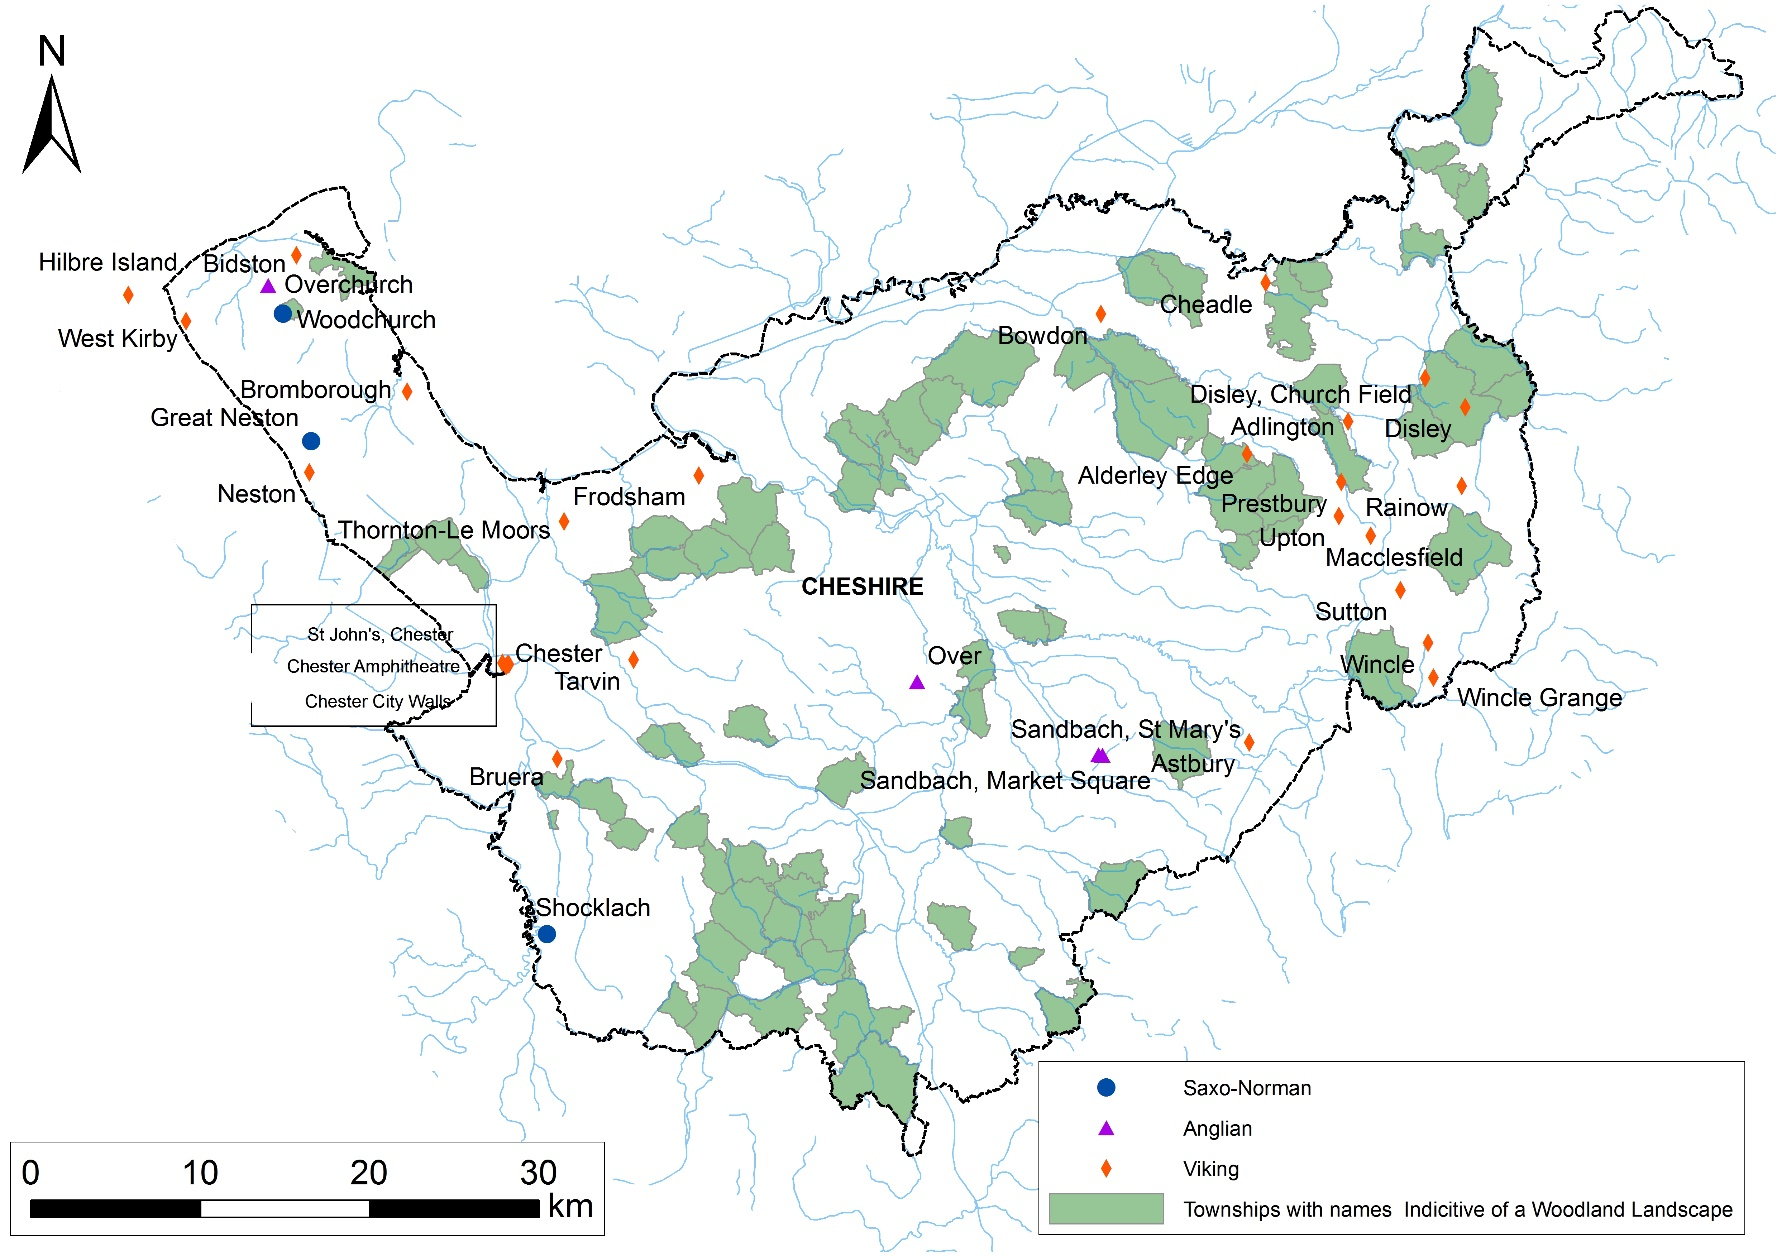 N
Hilbre Island
Bidston
Overchurch
West Kirby
Woodchurch
Bromborough
Great Neston
Neston
Thornton-Le Moors
Frodsham
Bowdon
Cheadle
Disley, Church Field
Adlington
Disley
Alderley Edge
Prestbury
Rainow
Upton
Macclesfield
CHESHIRE
Sutton
St John's, Chester
Chester Amphitheatre
Chester City Walls
Chester
Tarvin
Over
Wincle
Wincle Grange
Sandbach, St Mary's
Astbury
Sandbach, Market Square
Bruera
Shocklach
Saxo-Norman
Anglian
Viking
Townships with names Indicitive of a Woodland Landscape
0 10 20 30
km